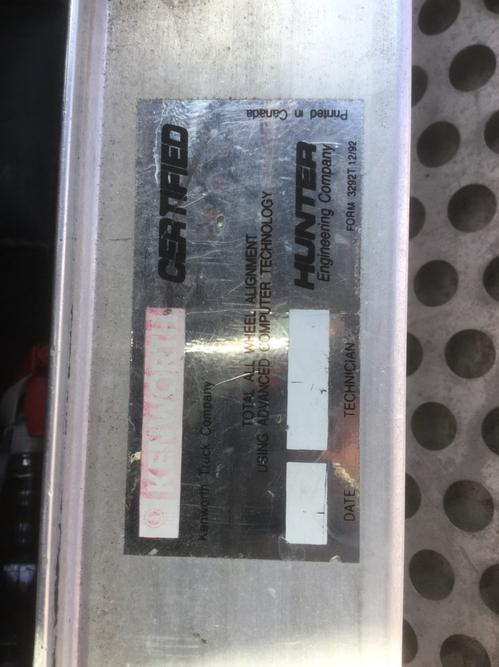 KENWORTH CERTIFIED
Kenworth Truck Company
TOTAL ALL WHEEL ALIGNMENT
USING ADVANCED COMPUTER TECHNOLOGY
HUNTER
Engineering Company
DATE TECHNICIAN FORM 3292T 12/92
Printed in Canada